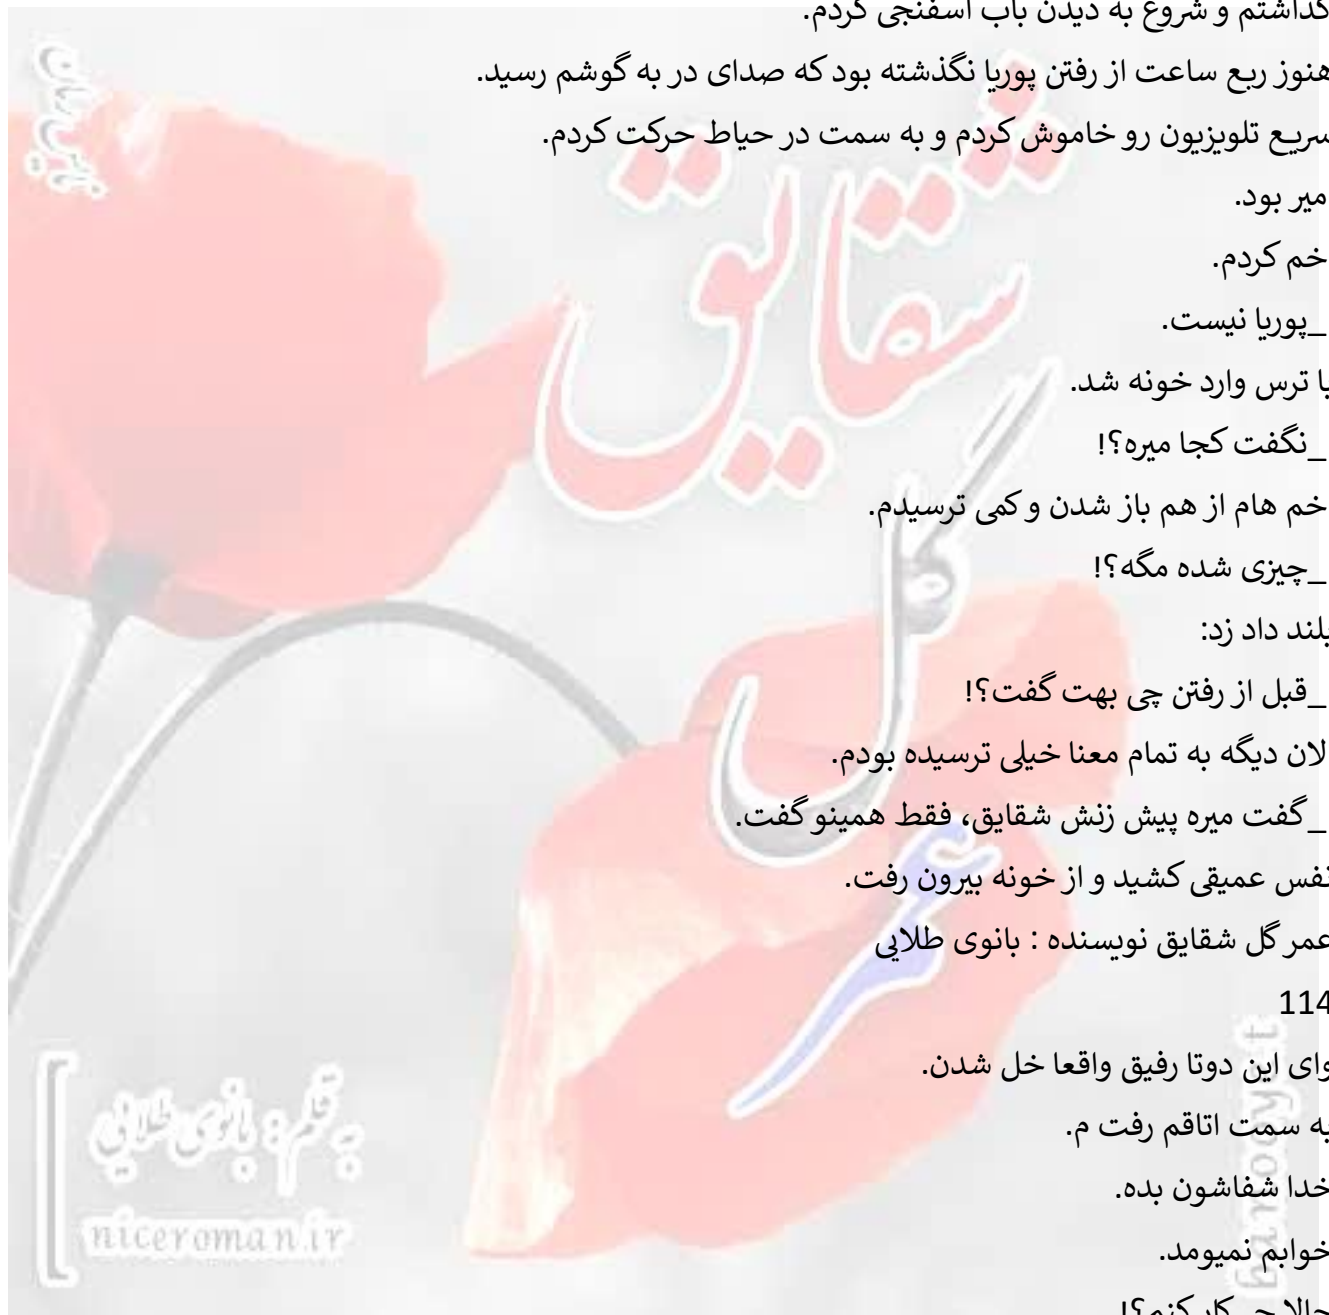 گذاشتم و شروع به دیدن باب اسفنجی کردم.
هنوز ربع ساعت از رفتن پوریا نگذشته بود که صدای در به گوشم رسید.
سریع تلویزیون رو خاموش کردم و به سمت در حیاط حرکت کردم.
میر بود.
خم کردم.
_پوریا نیست.
با ترس وارد خونه شد.
_نگفت کجا میره؟!
خم هام از هم باز شدن و کمی ترسیدم.
_چیزی شده مگه؟!
بلند داد زد:
_قبل از رفتن چی بهت گفت؟!
لان دیگه به تمام معنا خیلی ترسیده بودم.
_گفت میره پیش زنش شقایق، فقط همینو گفت.
نفس عمیقی کشید و از خونه بیرون رفت.
عمر گل شقایق نویسنده : بانوی طلایی
114
وای این دوتا رفیق واقعا خل شدن.
به سمت اتاقم رفت م.
خدا شفاشون بده.
خوابم نمیومد.
حالا چی کار کنم؟!
عمر
گل
شقایق
به قلم: بانوی طلایی
niceroman.ir